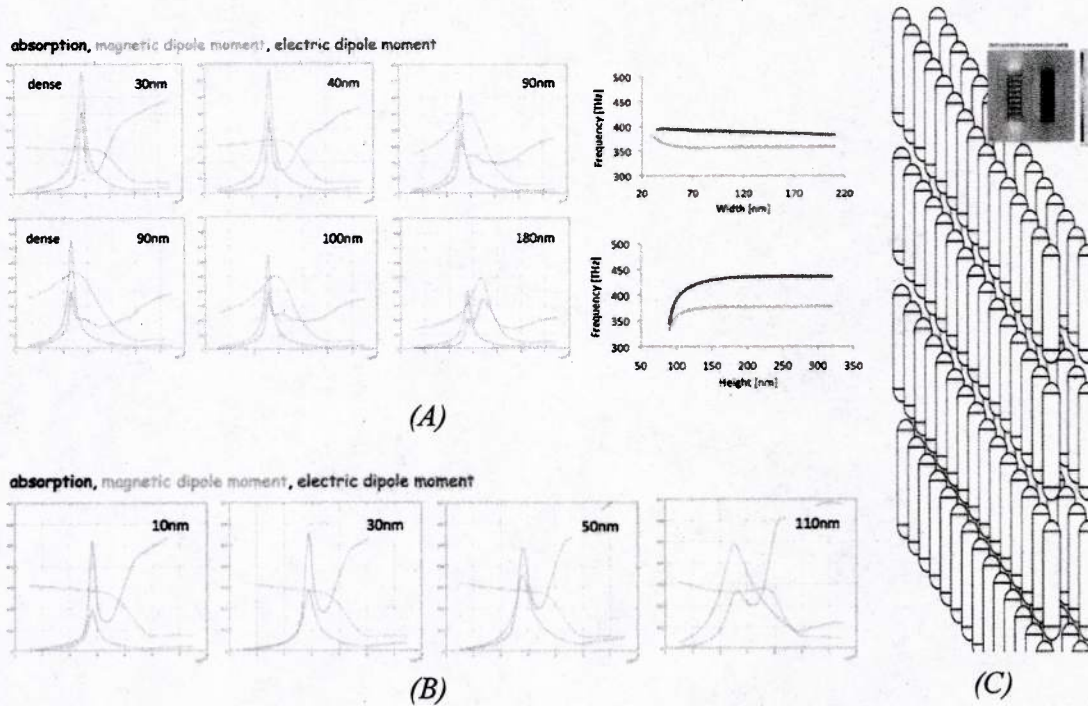 absorption, magnetic dipole moment, electric dipole moment
dense 30nm
40nm
90nm
dense 90nm
100nm
180nm
500
450
400
350
300
20 70 120 170 220
Frequency [THz]
Width [nm]
500
450
400
350
300
50 100 150 200 250 300 350
Frequency [THz]
Height [nm]
(A)
absorption, magnetic dipole moment, electric dipole moment
10nm
30nm
50nm
110nm
(B)
(C)